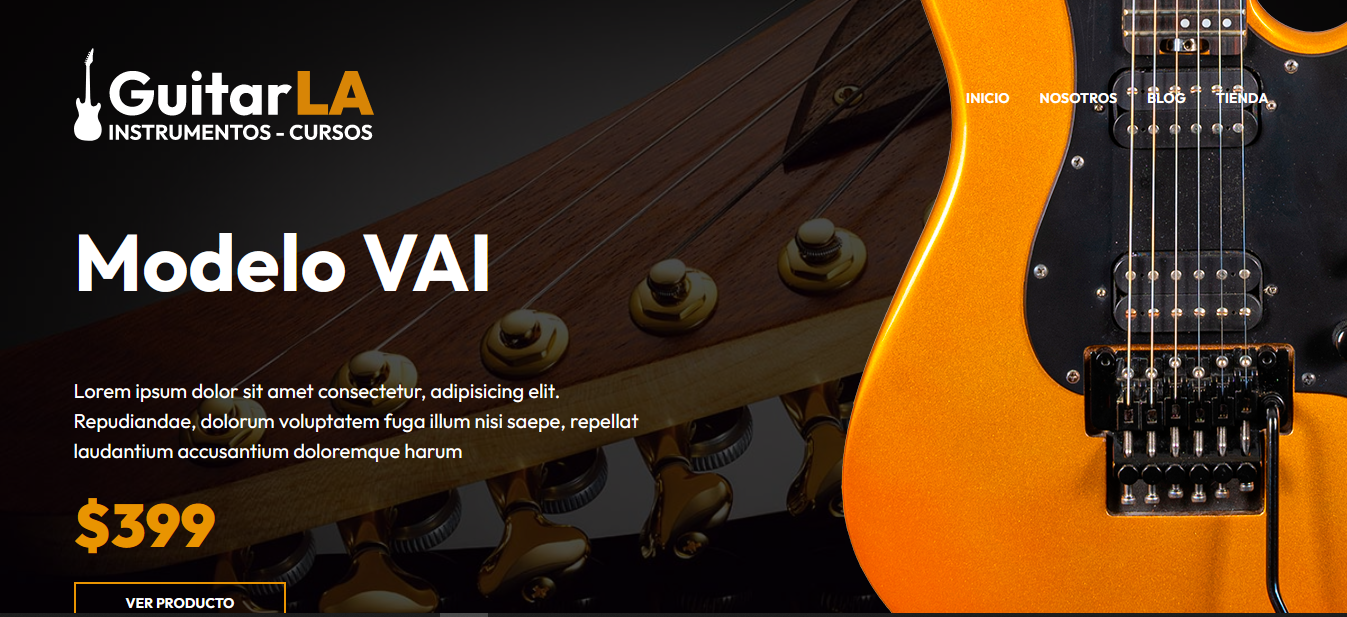 GuitarLA
INSTRUMENTOS - CURSOS
INICIO NOSOTROS BLOG TIENDA
Modelo VAI
Lorem ipsum dolor sit amet consectetur, adipisicing elit.
Repudiandae, dolorum voluptatem fuga illum nisi saepe, repellat
laudantium accusantium doloremque harum
$399
VER PRODUCTO